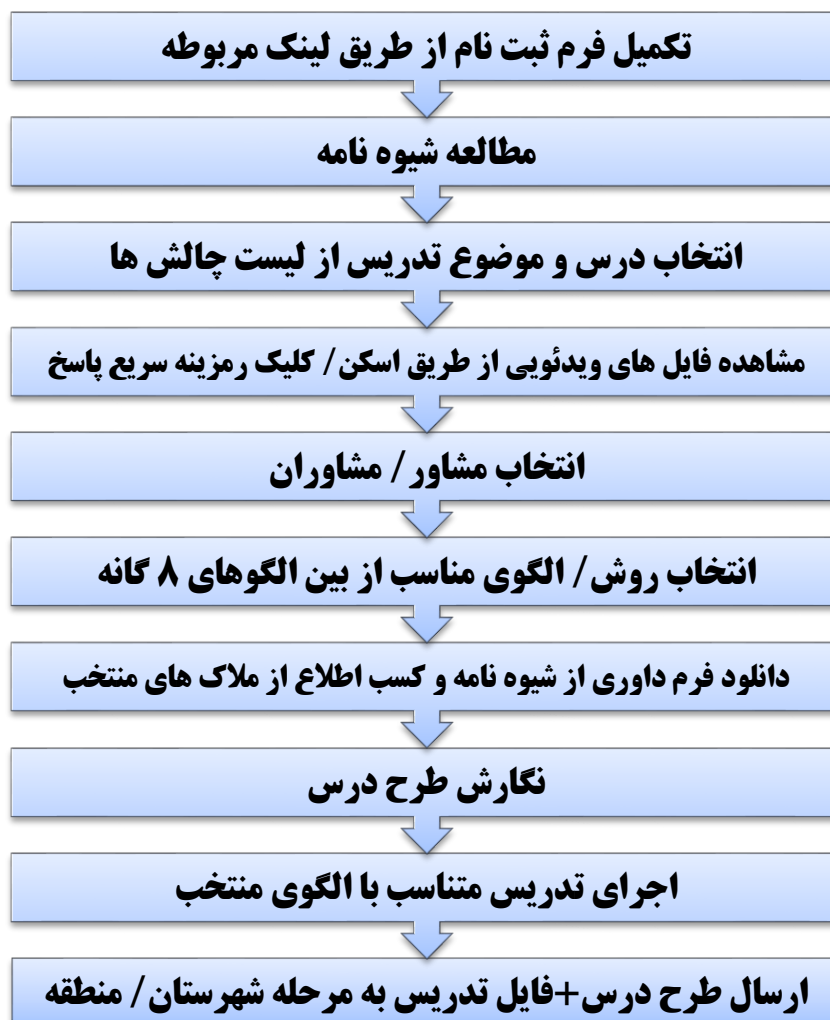 تکمیل فرم ثبت نام از طریق لینک مربوطه
مطالعه شیوه نامه
انتخاب درس و موضوع تدریس از لیست چالش ها
مشاهده فایل های ویدئویی از طریق اسکن/ کلیک رمزینه سریع پاسخ
انتخاب مشاور/ مشاوران
انتخاب روش/ الگوی مناسب از بین الگوهای ۸ گانه
دانلود فرم داوری از شیوه نامه و کسب اطلاع از ملاک های منتخب
نگارش طرح درس
اجرای تدریس متناسب با الگوی منتخب
ارسال طرح درس+فایل تدریس به مرحله شهرستان/ منطقه